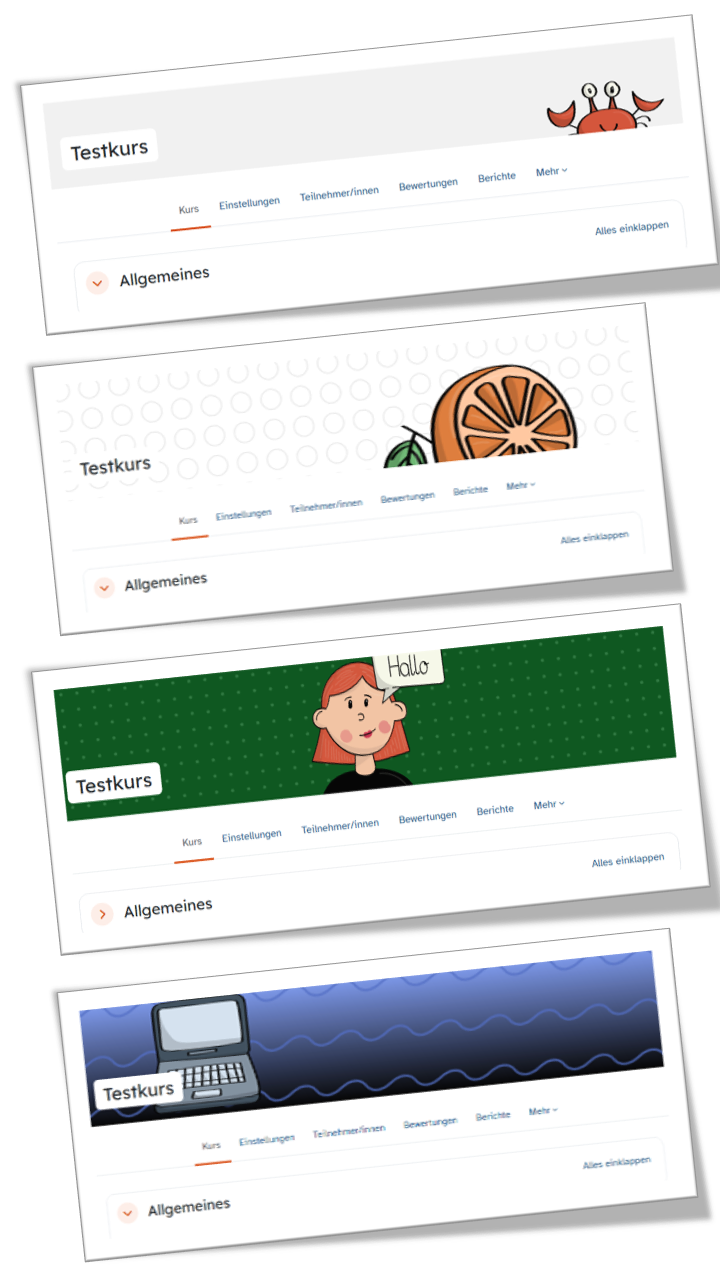 Testkurs
Kurs Einstellungen Teilnehmer/innen Bewertungen Berichte Mehr
Alles einklappen
Allgemeines
Testkurs
Kurs Einstellungen Teilnehmer/innen Bewertungen Berichte Mehr
Alles einklappen
Allgemeines
Hallo
Testkurs
Kurs Einstellungen Teilnehmer/innen Bewertungen Berichte Mehr
Alles einklappen
Allgemeines
Testkurs
Kurs Einstellungen Teilnehmer/innen Bewertungen Berichte Mehr
Alles einklappen
Allgemeines